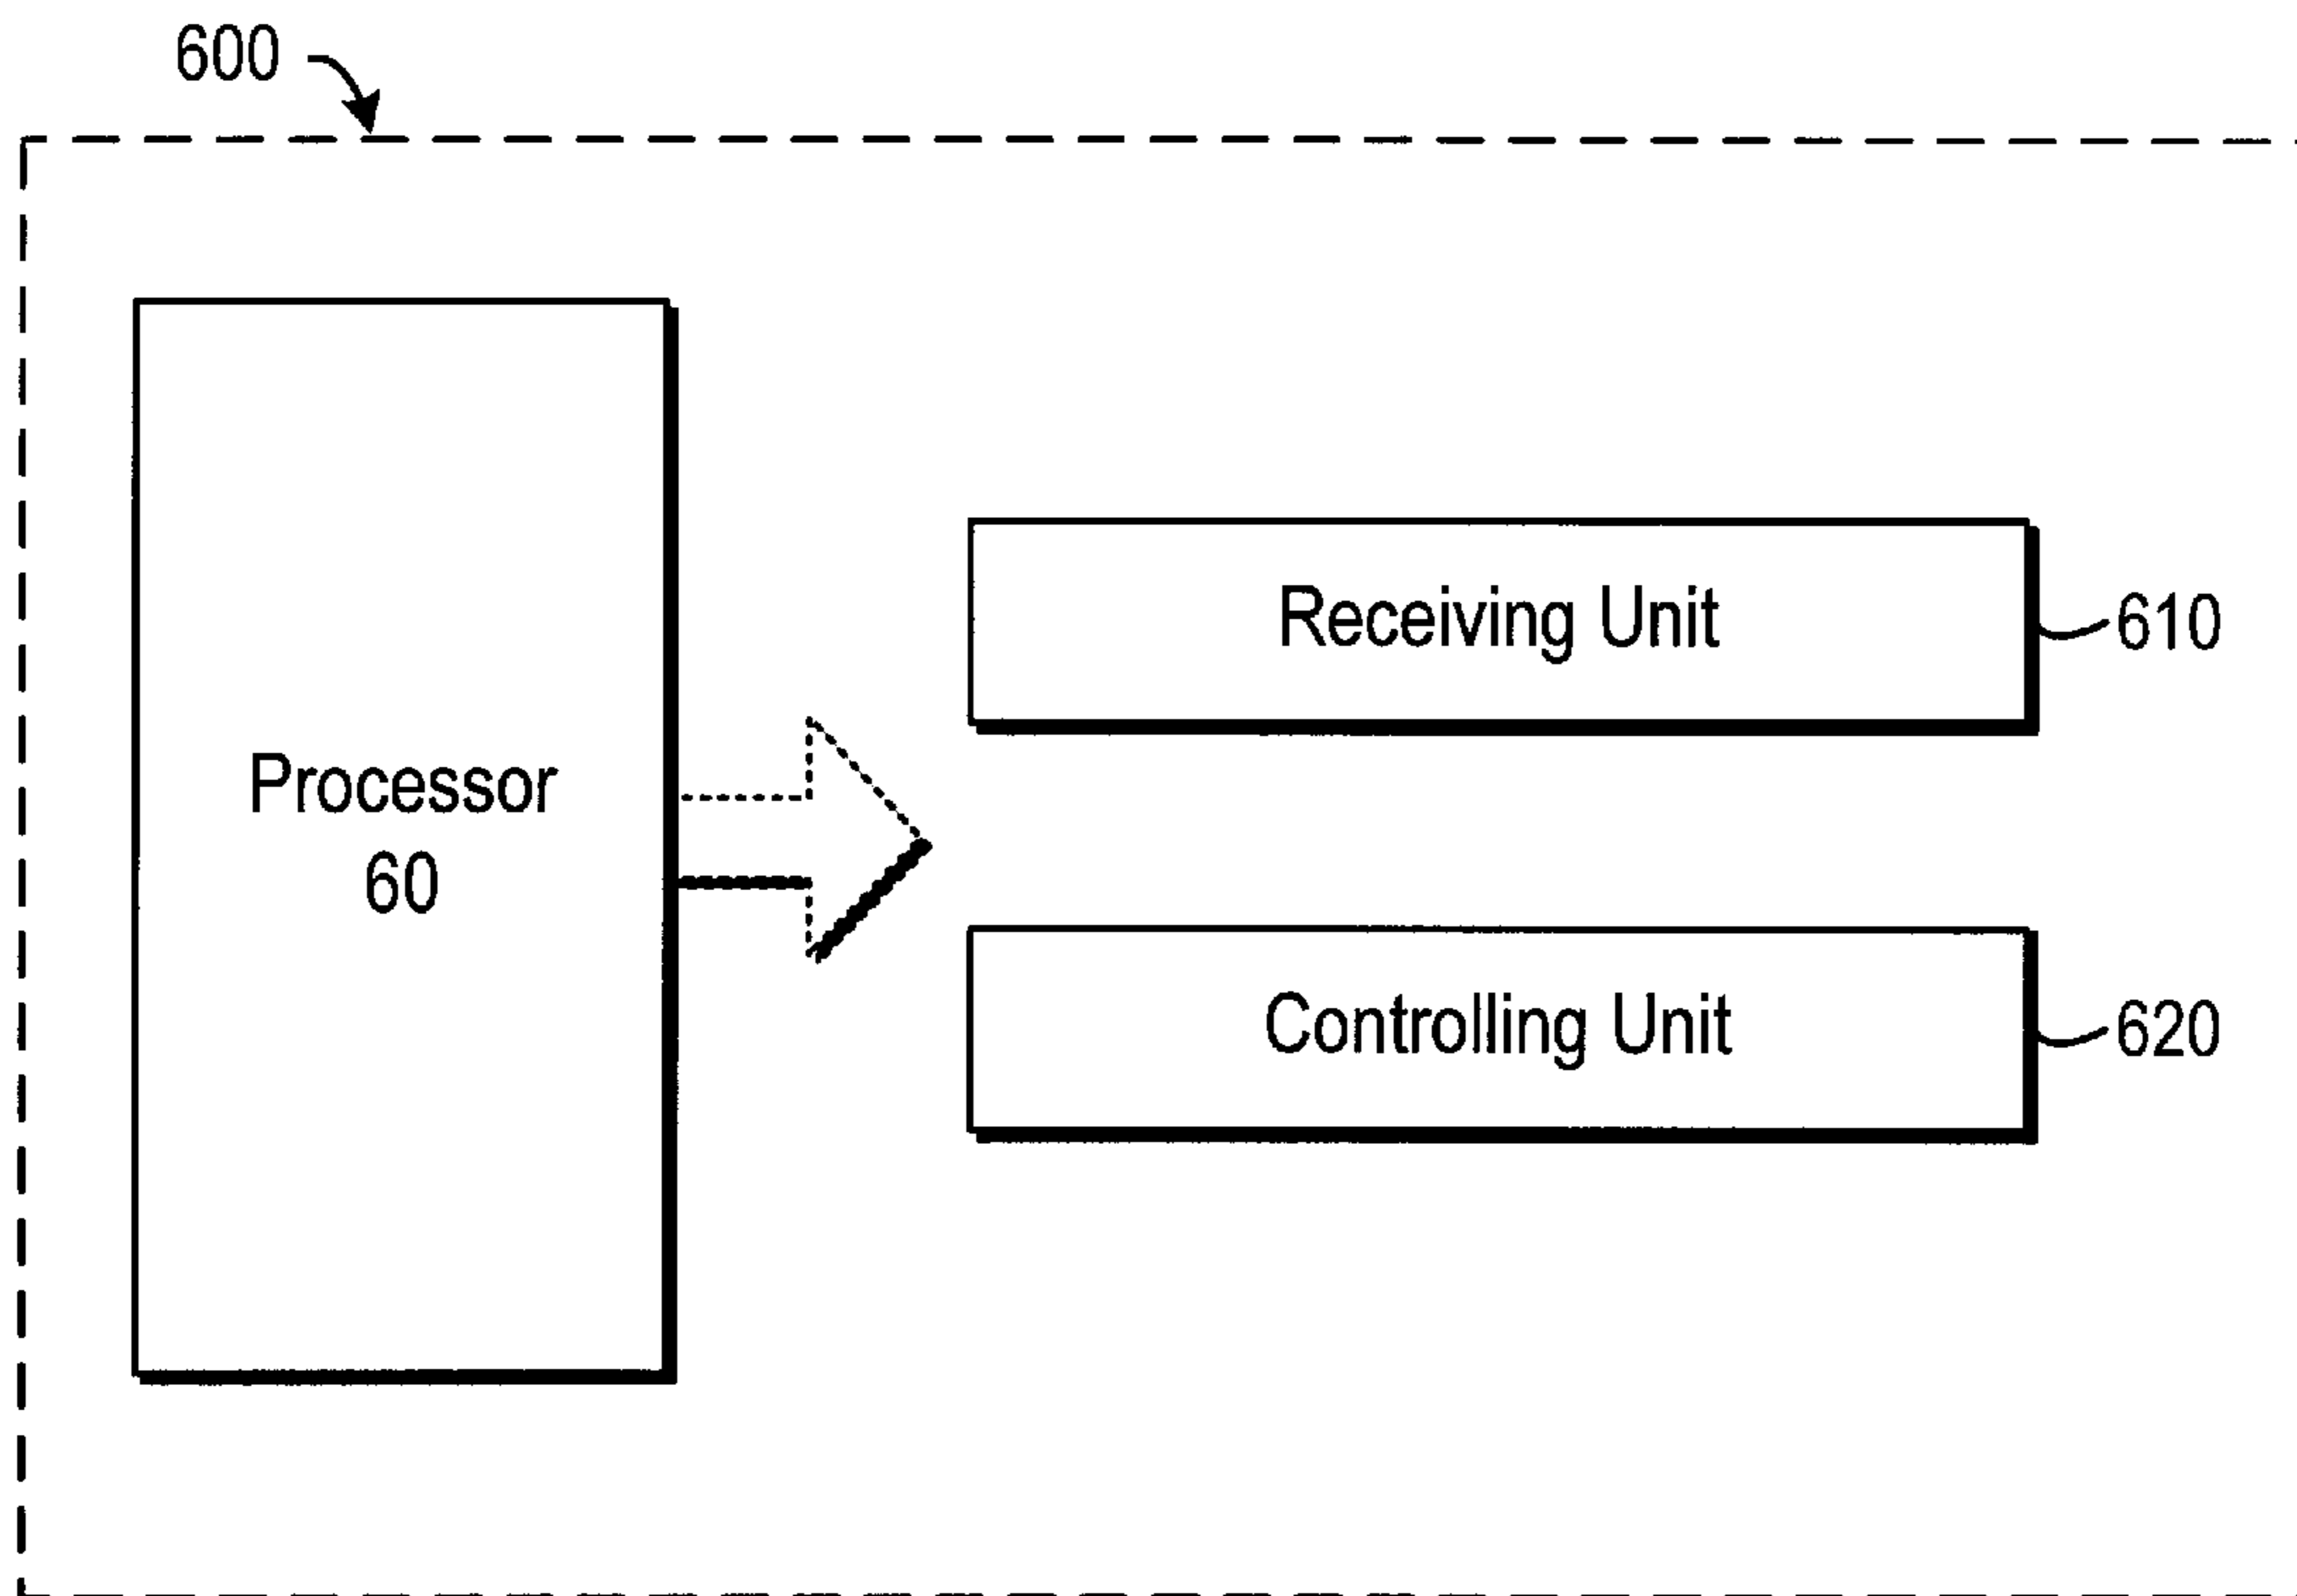 600
Receiving Unit
610
Processor
60
Controlling Unit
620